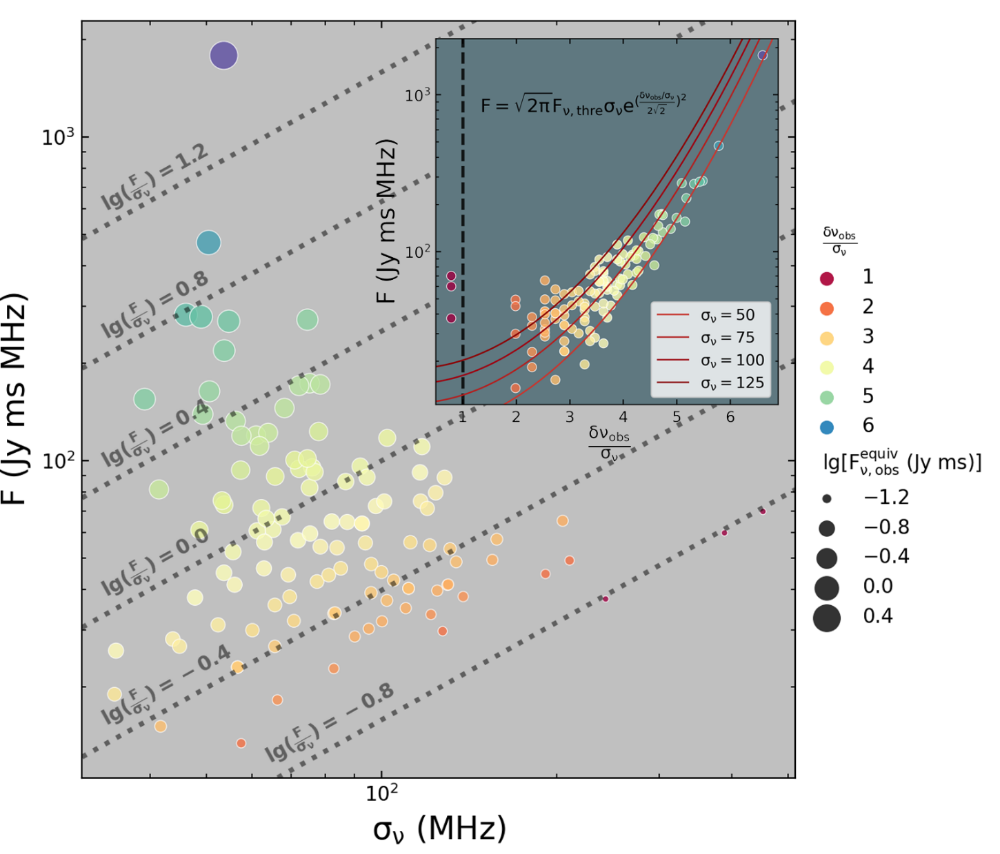 F (Jy ms MHz)
10³
10²
10²
σν (MHz)
lg(F/σν) = 1.2
lg(F/σν) = 0.8
lg(F/σν) = 0.4
lg(F/σν) = 0.0
lg(F/σν) = −0.4
lg(F/σν) = −0.8
F (Jy ms MHz)
10³
10²
F = √2π Fν, thre σν e^((δνobs/σν)/(2√2))²
σν = 50
σν = 75
σν = 100
σν = 125
1 2 3 4 5 6
δνobs/σν
δνobs/σν
1
2
3
4
5
6
lg[F^equiv_ν, obs (Jy ms)]
−1.2
−0.8
−0.4
0.0
0.4